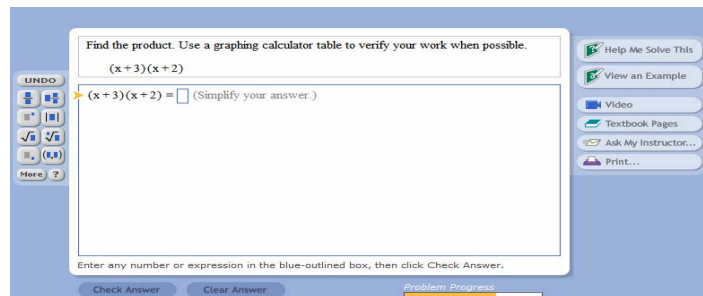 Find the product. Use a graphing calculator table to verify your work when possible.
(x+3)(x+2)
(x+3)(x+2) = (Simplify your answer.)
Enter any number or expression in the blue-outlined box, then click Check Answer.
UNDO
More ?
Help Me Solve This
View an Example
Video
Textbook Pages
Ask My Instructor...
Print...
Check Answer
Clear Answer
Problem Progress